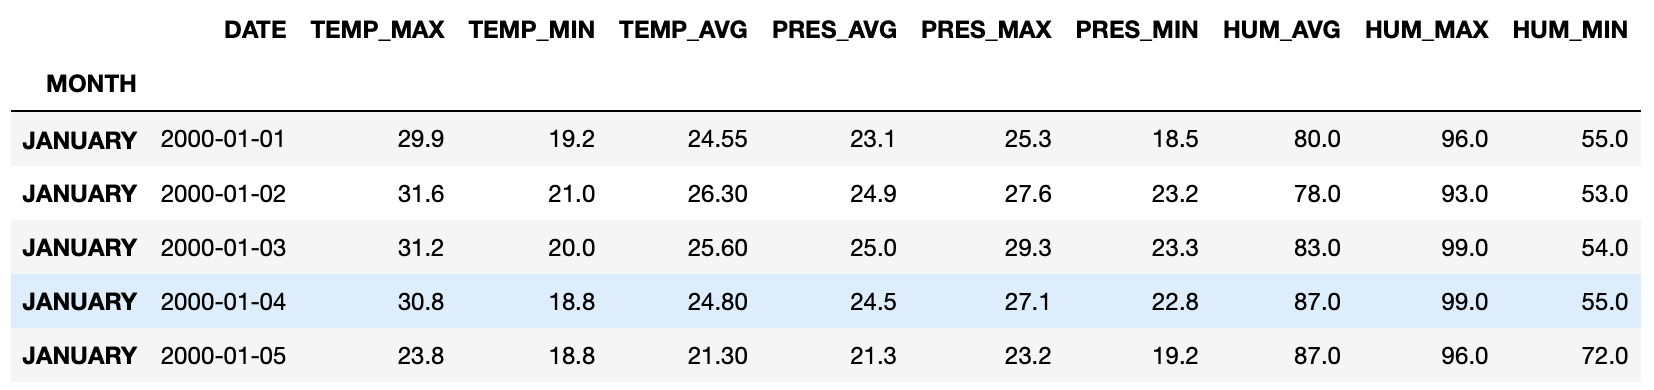 DATE TEMP_MAX TEMP_MIN TEMP_AVG PRES_AVG PRES_MAX PRES_MIN HUM_AVG HUM_MAX HUM_MIN
MONTH
JANUARY 2000-01-01 29.9 19.2 24.55 23.1 25.3 18.5 80.0 96.0 55.0
JANUARY 2000-01-02 31.6 21.0 26.30 24.9 27.6 23.2 78.0 93.0 53.0
JANUARY 2000-01-03 31.2 20.0 25.60 25.0 29.3 23.3 83.0 99.0 54.0
JANUARY 2000-01-04 30.8 18.8 24.80 24.5 27.1 22.8 87.0 99.0 55.0
JANUARY 2000-01-05 23.8 18.8 21.30 21.3 23.2 19.2 87.0 96.0 72.0